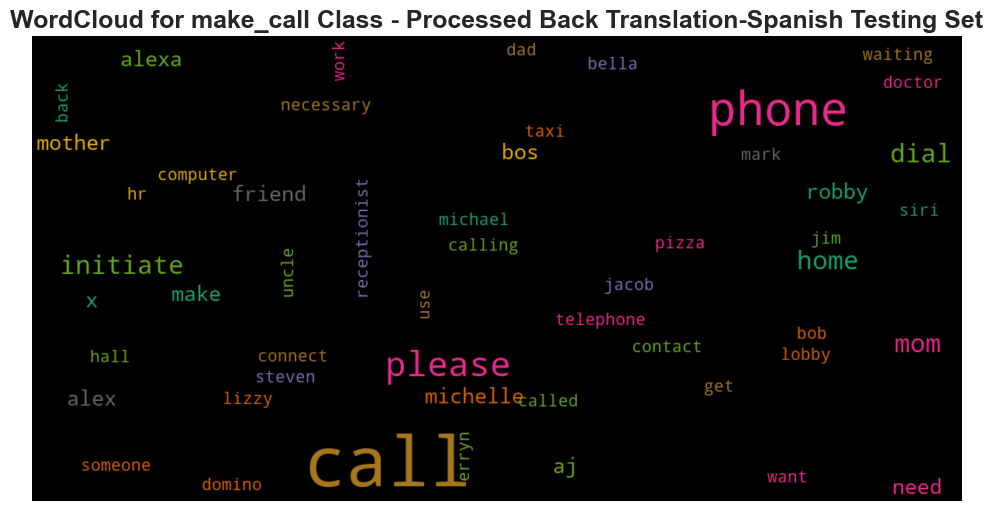 WordCloud for make_call Class - Processed Back Translation-Spanish Testing Set
alexa
work
dad
bella
waiting
doctor
back
necessary
phone
taxi
mother
bos
mark
dial
computer
hr
friend
receptionist
robby
siri
michael
calling
pizza
jim
home
initiate
uncle
x
make
use
jacob
telephone
bob
lobby
mom
hall
connect
contact
please
steven
get
alex
lizzy
michelle
called
call
erryn
someone
domino
aj
want
need